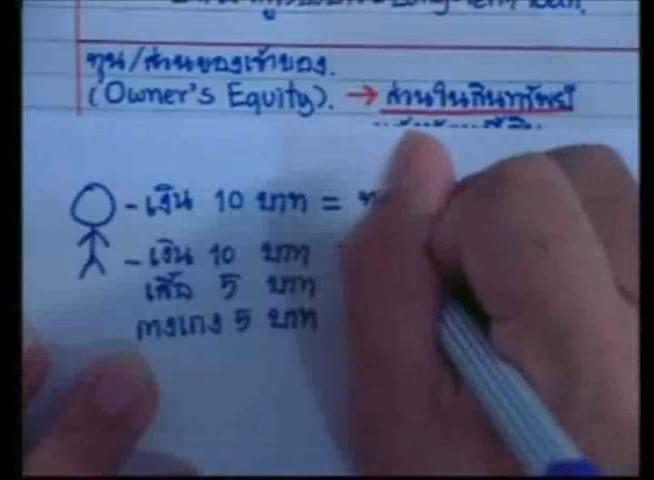 Long-term loan.
ทุน/ส่วนของเจ้าของ.
(Owner's Equity). → ส่วนในสินทรัพย์
- เงิน 10 บาท =
- เงิน 10 บาท
เสื้อ 5 บาท
กางเกง 5 บาท